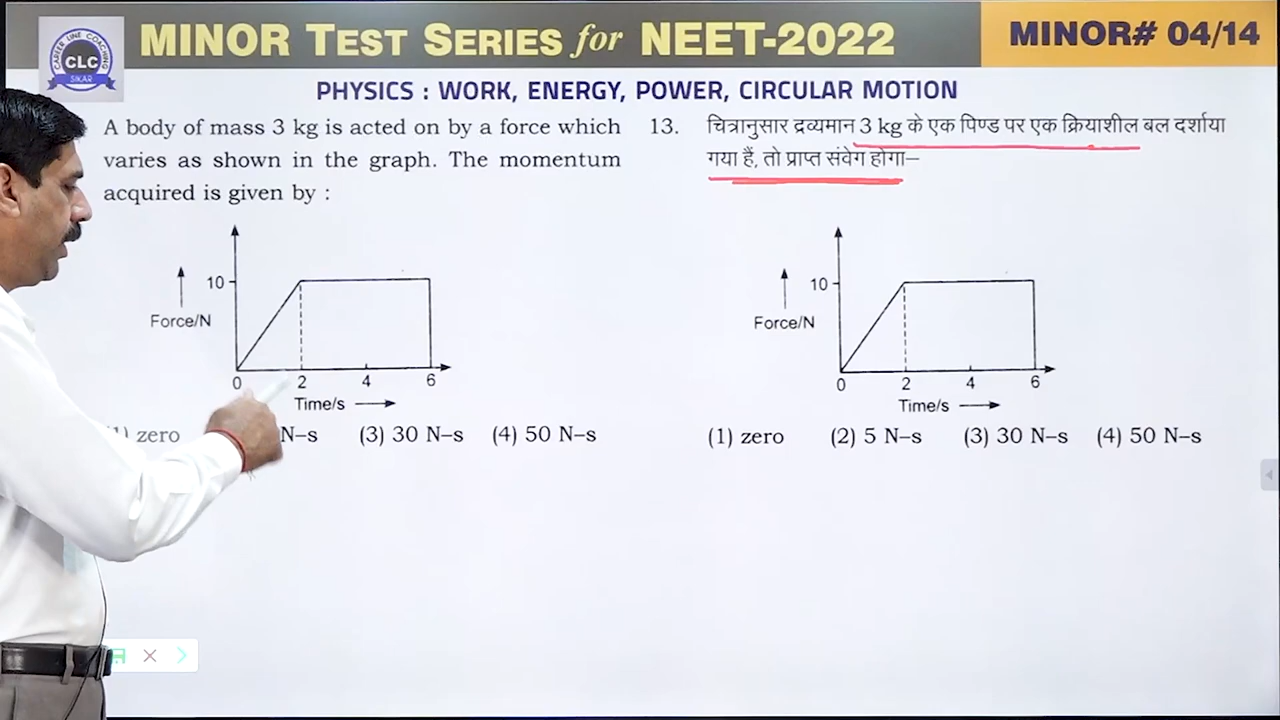 CAREER LINE COACHING
CLC
SIKAR
MINOR TEST SERIES for NEET-2022
MINOR# 04/14
PHYSICS : WORK, ENERGY, POWER, CIRCULAR MOTION
A body of mass 3 kg is acted on by a force which
varies as shown in the graph. The momentum
acquired is given by :
10
Force/N
0 2 4 6
Time/s
(1) zero N–s (3) 30 N–s (4) 50 N–s
13. चित्रानुसार द्रव्यमान 3 kg के एक पिण्ड पर एक क्रियाशील बल दर्शाया
गया हैं, तो प्राप्त संवेग होगा–
10
Force/N
0 2 4 6
Time/s
(1) zero (2) 5 N–s (3) 30 N–s (4) 50 N–s